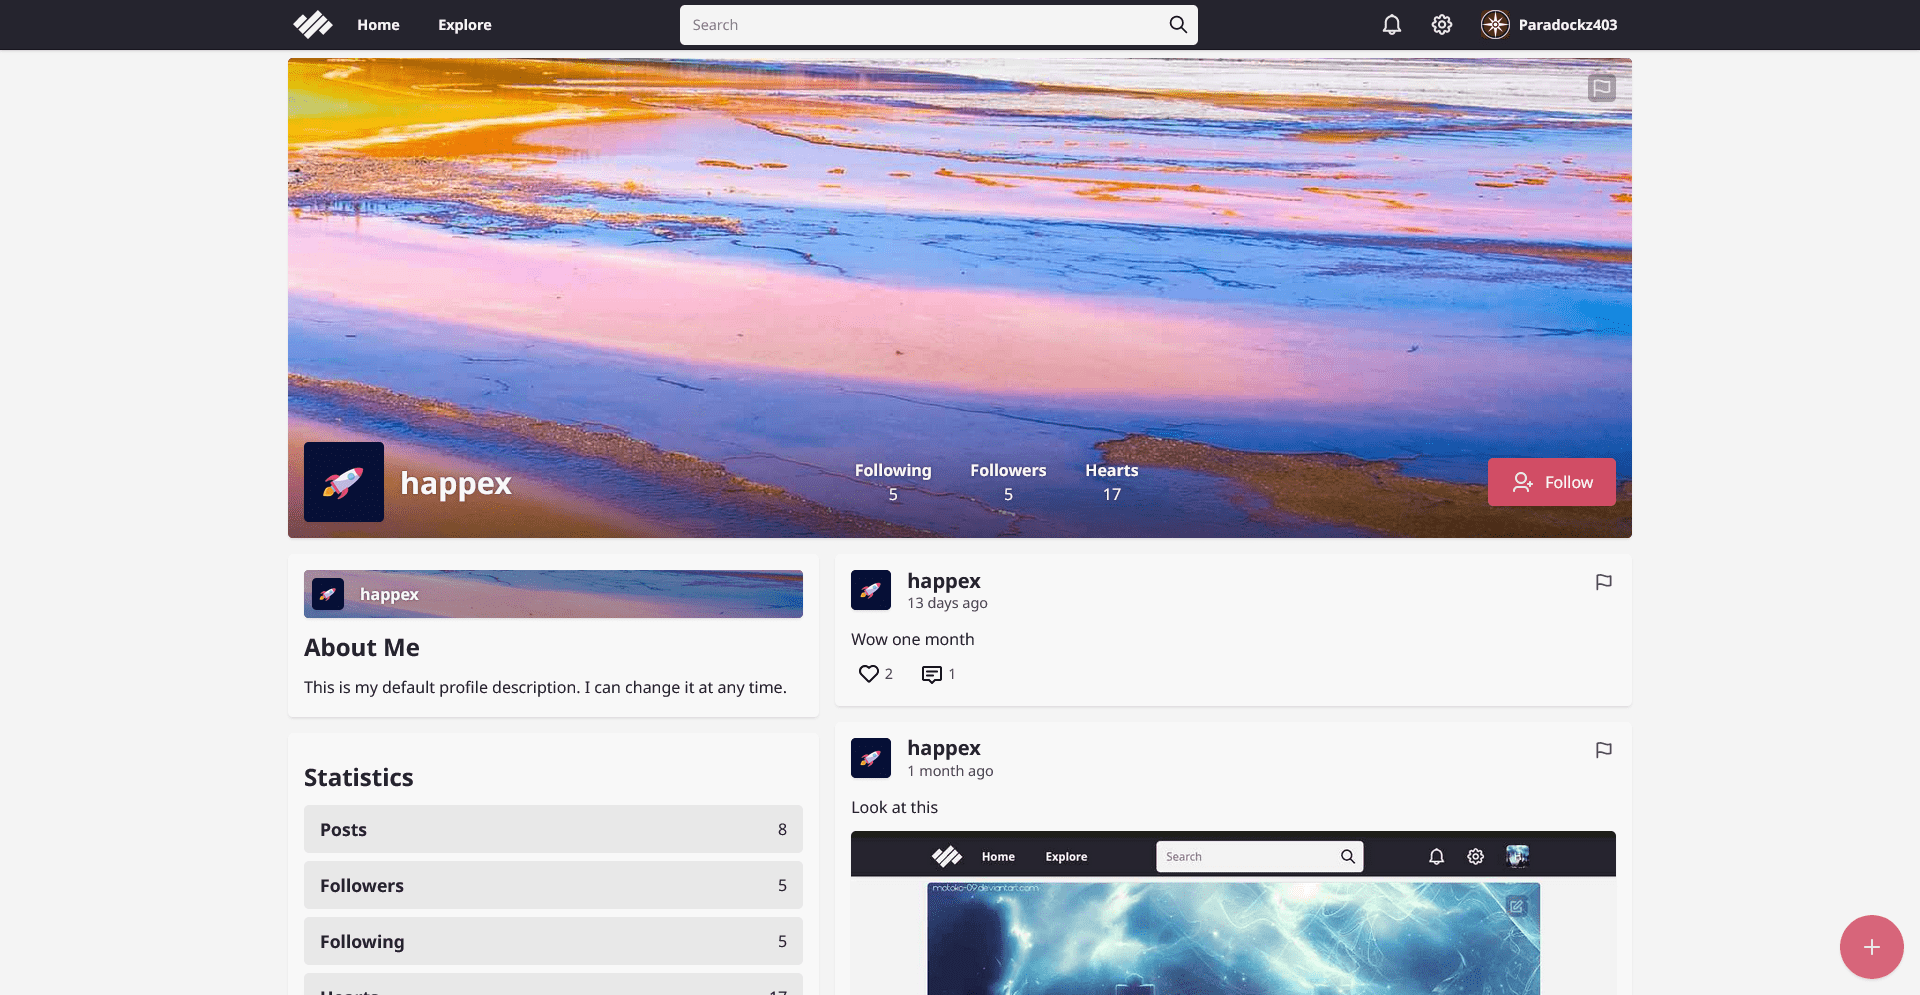 Home
Explore
Search
Paradockz403
happex
Following
5
Followers
5
Hearts
17
Follow
happex
About Me
This is my default profile description. I can change it at any time.
Statistics
Posts
8
Followers
5
Following
5
Hearts
17
happex
13 days ago
Wow one month
2
1
happex
1 month ago
Look at this
Home
Explore
Search
motoko-09.deviantart.com